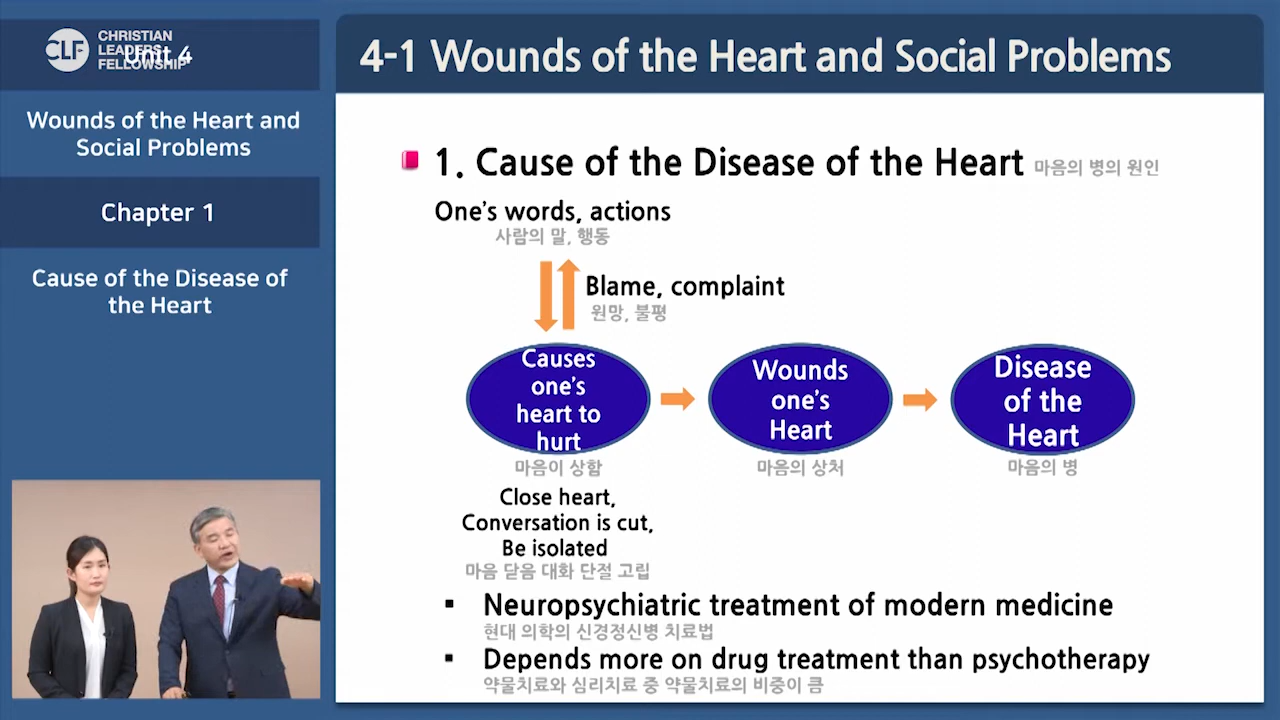 CLF
CHRISTIAN
LEADERS
FELLOWSHIP
Unit 4
Wounds of the Heart and
Social Problems
Chapter 1
Cause of the Disease of
the Heart
4-1 Wounds of the Heart and Social Problems
1. Cause of the Disease of the Heart 마음의 병의 원인
One's words, actions
사람의 말, 행동
Blame, complaint
원망, 불평
Causes
one's
heart to
hurt
마음이 상함
Wounds
one's
Heart
마음의 상처
Disease
of the
Heart
마음의 병
Close heart,
Conversation is cut,
Be isolated
마음 닫음 대화 단절 고립
▪ Neuropsychiatric treatment of modern medicine
현대 의학의 신경정신병 치료법
▪ Depends more on drug treatment than psychotherapy
약물치료와 심리치료 중 약물치료의 비중이 큼